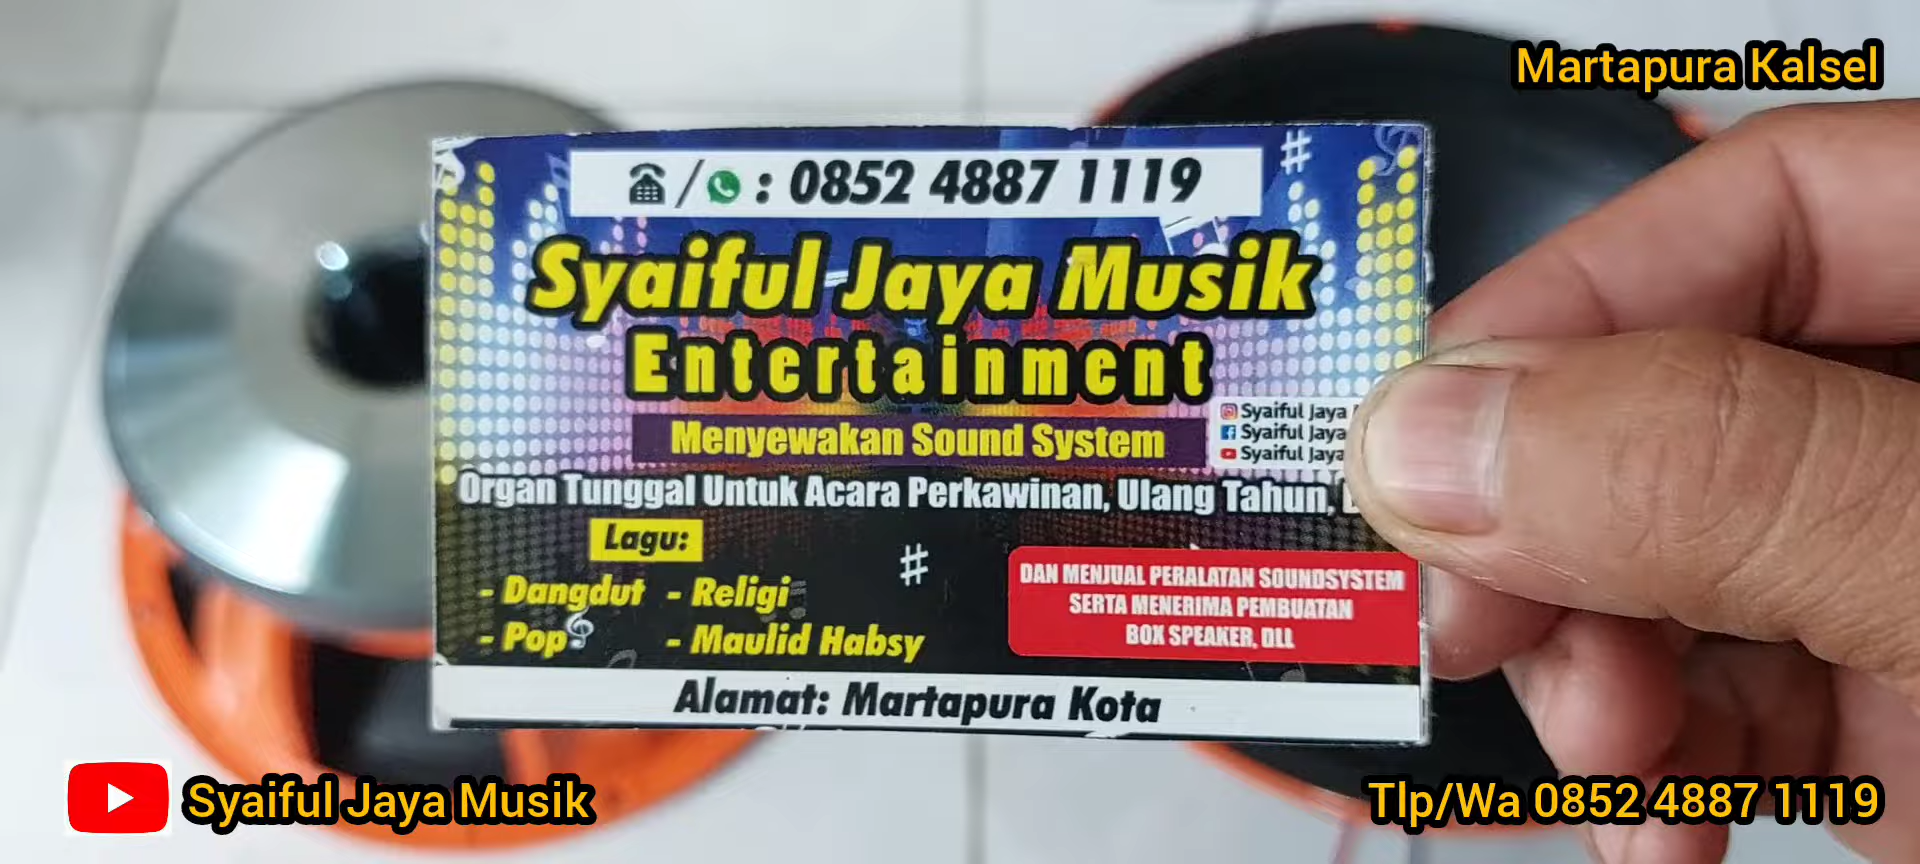 Martapura Kalsel
/ : 0852 4887 1119
Syaiful Jaya Musik
Entertainment
Menyewakan Sound System
Syaiful Jaya
Syaiful Jaya
Syaiful Jaya
Organ Tunggal Untuk Acara Perkawinan, Ulang Tahun,
Lagu:
- Dangdut - Religi
- Pop - Maulid Habsy
DAN MENJUAL PERALATAN SOUNDSYSTEM
SERTA MENERIMA PEMBUATAN
BOX SPEAKER, DLL
Alamat: Martapura Kota
Syaiful Jaya Musik
Tlp/Wa 0852 4887 1119